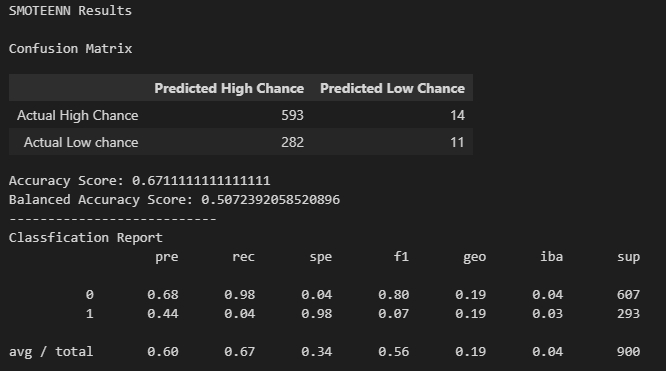 SMOTEENN Results
Confusion Matrix
Predicted High Chance Predicted Low Chance
Actual High Chance 593 14
Actual Low chance 282 11
Accuracy Score: 0.6711111111111111
Balanced Accuracy Score: 0.5072392058520896
---------------------------
Classfication Report
pre rec spe f1 geo iba sup
0 0.68 0.98 0.04 0.80 0.19 0.04 607
1 0.44 0.04 0.98 0.07 0.19 0.03 293
avg / total 0.60 0.67 0.34 0.56 0.19 0.04 900